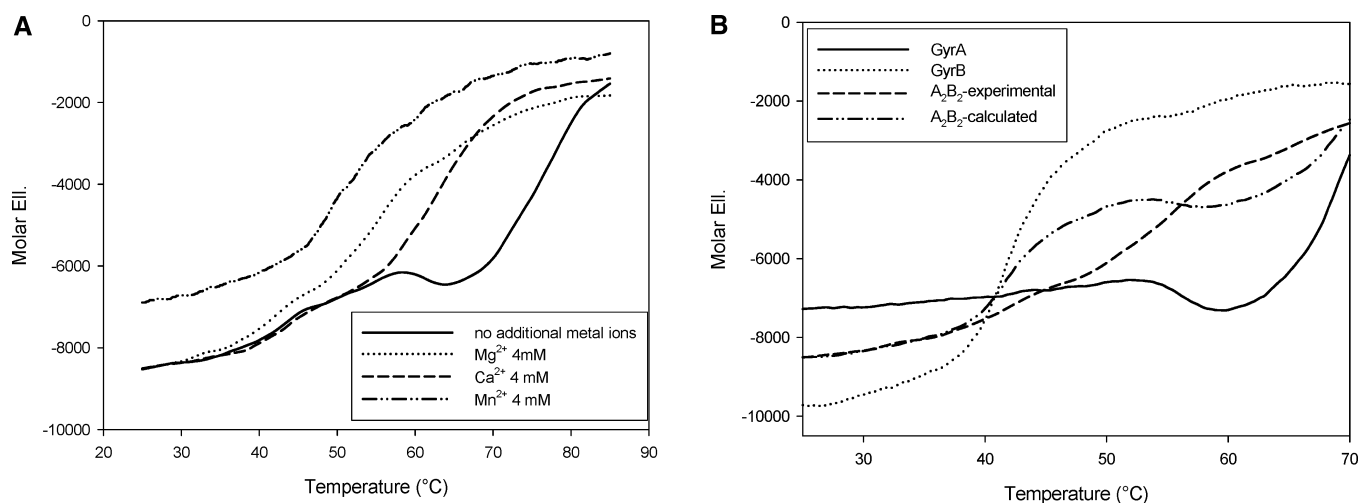 A
0
-2000
-4000
-6000
-8000
-10000
Molar Ell.
no additional metal ions
Mg²⁺ 4mM
Ca²⁺ 4 mM
Mn²⁺ 4 mM
20 30 40 50 60 70 80 90
Temperature (°C)
B
0
-2000
-4000
-6000
-8000
-10000
Molar Ell.
GyrA
GyrB
A₂B₂-experimental
A₂B₂-calculated
30 40 50 60 70
Temperature (°C)